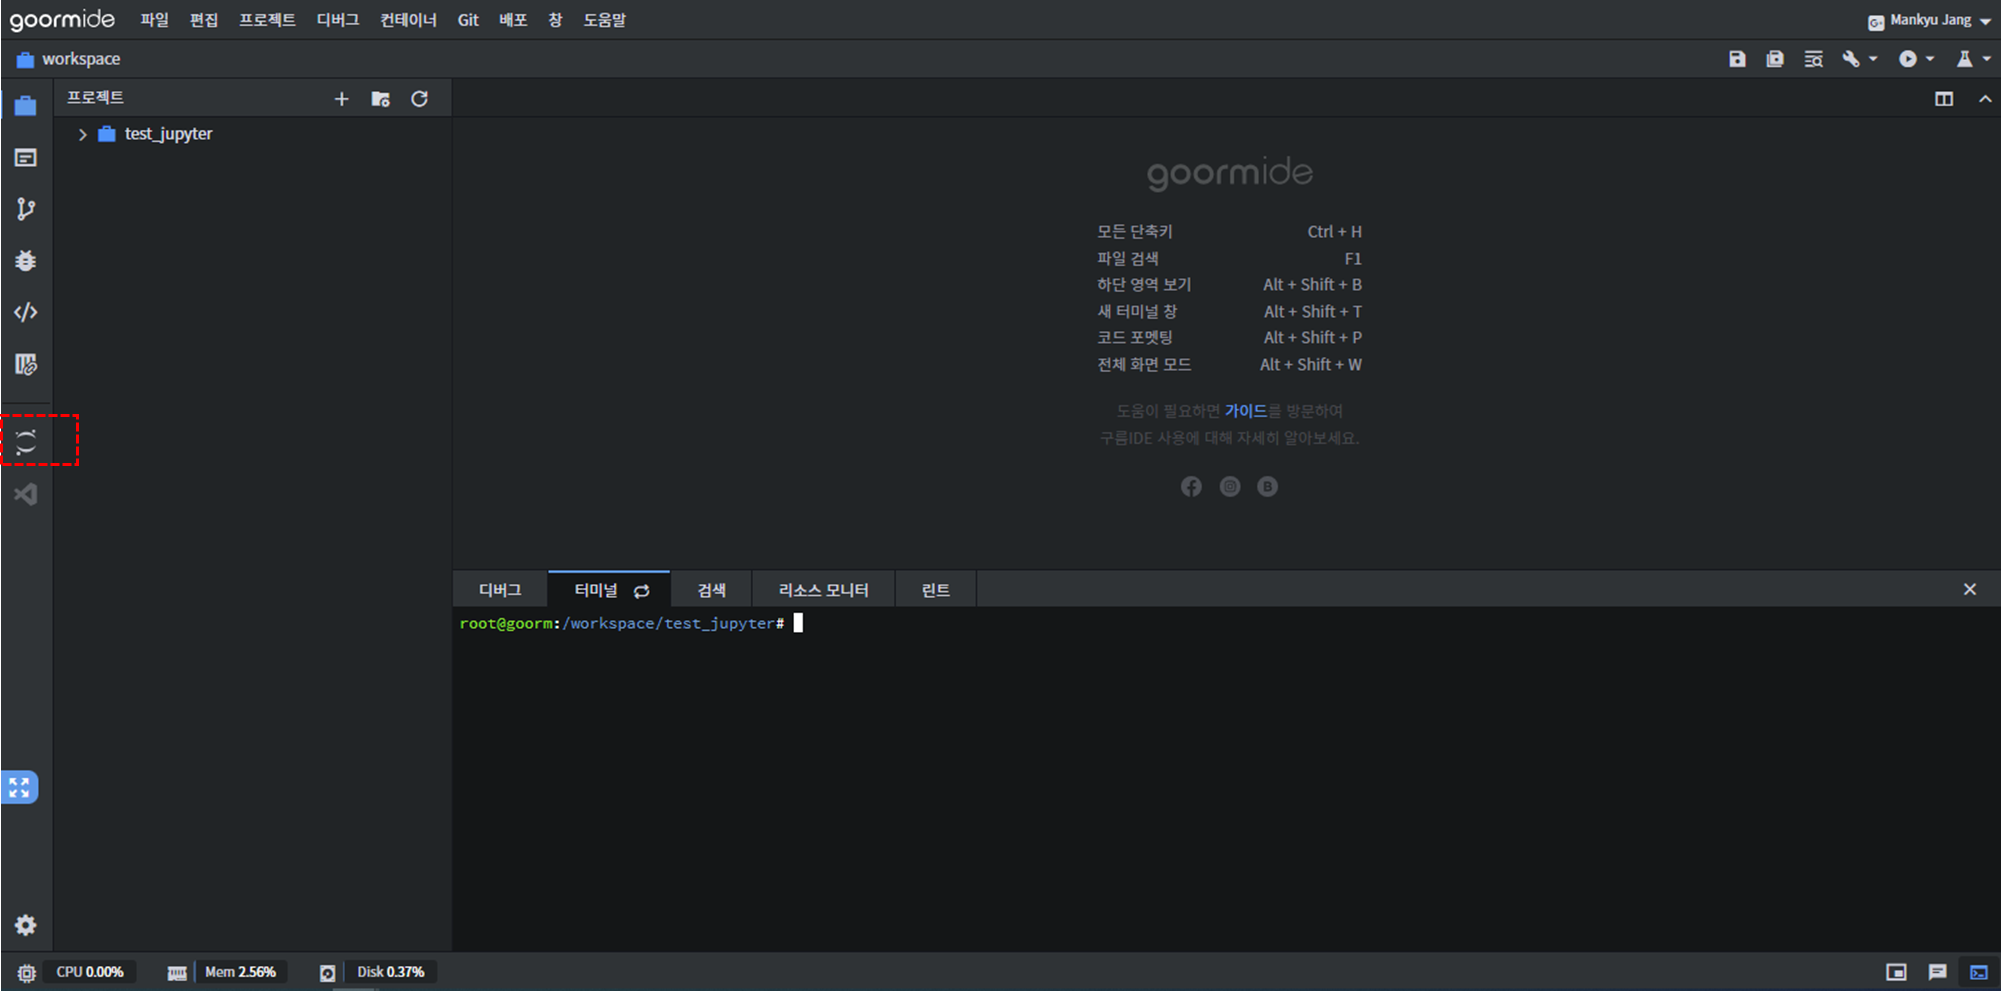 goormide 파일 편집 프로젝트 디버그 컨테이너 Git 배포 창 도움말 Mankyu Jang
workspace
프로젝트
test_jupyter
goormide
모든 단축키 Ctrl + H
파일 검색 F1
하단 영역 보기 Alt + Shift + B
새 터미널 창 Alt + Shift + T
코드 포멧팅 Alt + Shift + P
전체 화면 모드 Alt + Shift + W
도움이 필요하면 가이드를 방문하여
구름IDE 사용에 대해 자세히 알아보세요.
디버그 터미널 검색 리소스 모니터 린트
root@goorm:/workspace/test_jupyter#
CPU 0.00% Mem 2.56% Disk 0.37%